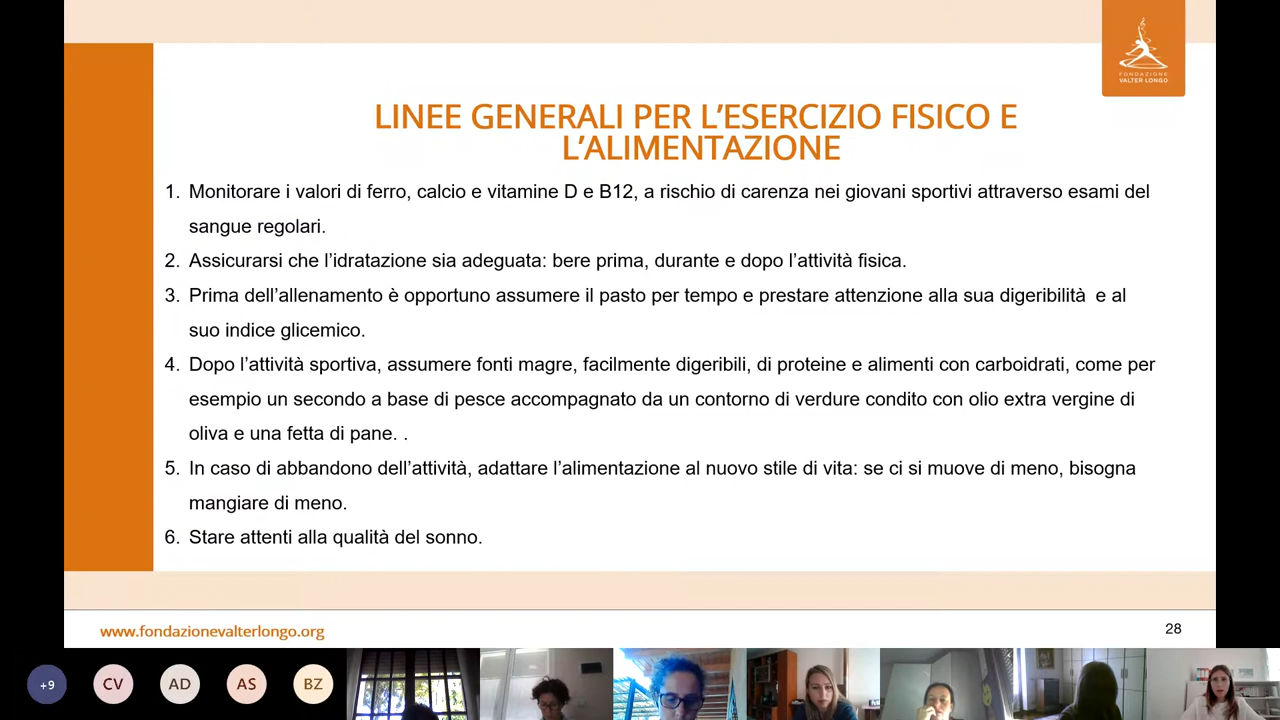 FONDAZIONE
VALTER LONGO
LINEE GENERALI PER L’ESERCIZIO FISICO E
L’ALIMENTAZIONE
1. Monitorare i valori di ferro, calcio e vitamine D e B12, a rischio di carenza nei giovani sportivi attraverso esami del
sangue regolari.
2. Assicurarsi che l’idratazione sia adeguata: bere prima, durante e dopo l’attività fisica.
3. Prima dell’allenamento è opportuno assumere il pasto per tempo e prestare attenzione alla sua digeribilità e al
suo indice glicemico.
4. Dopo l’attività sportiva, assumere fonti magre, facilmente digeribili, di proteine e alimenti con carboidrati, come per
esempio un secondo a base di pesce accompagnato da un contorno di verdure condito con olio extra vergine di
oliva e una fetta di pane. .
5. In caso di abbandono dell’attività, adattare l’alimentazione al nuovo stile di vita: se ci si muove di meno, bisogna
mangiare di meno.
6. Stare attenti alla qualità del sonno.
www.fondazionevalterlongo.org
28
+9
CV
AD
AS
BZ